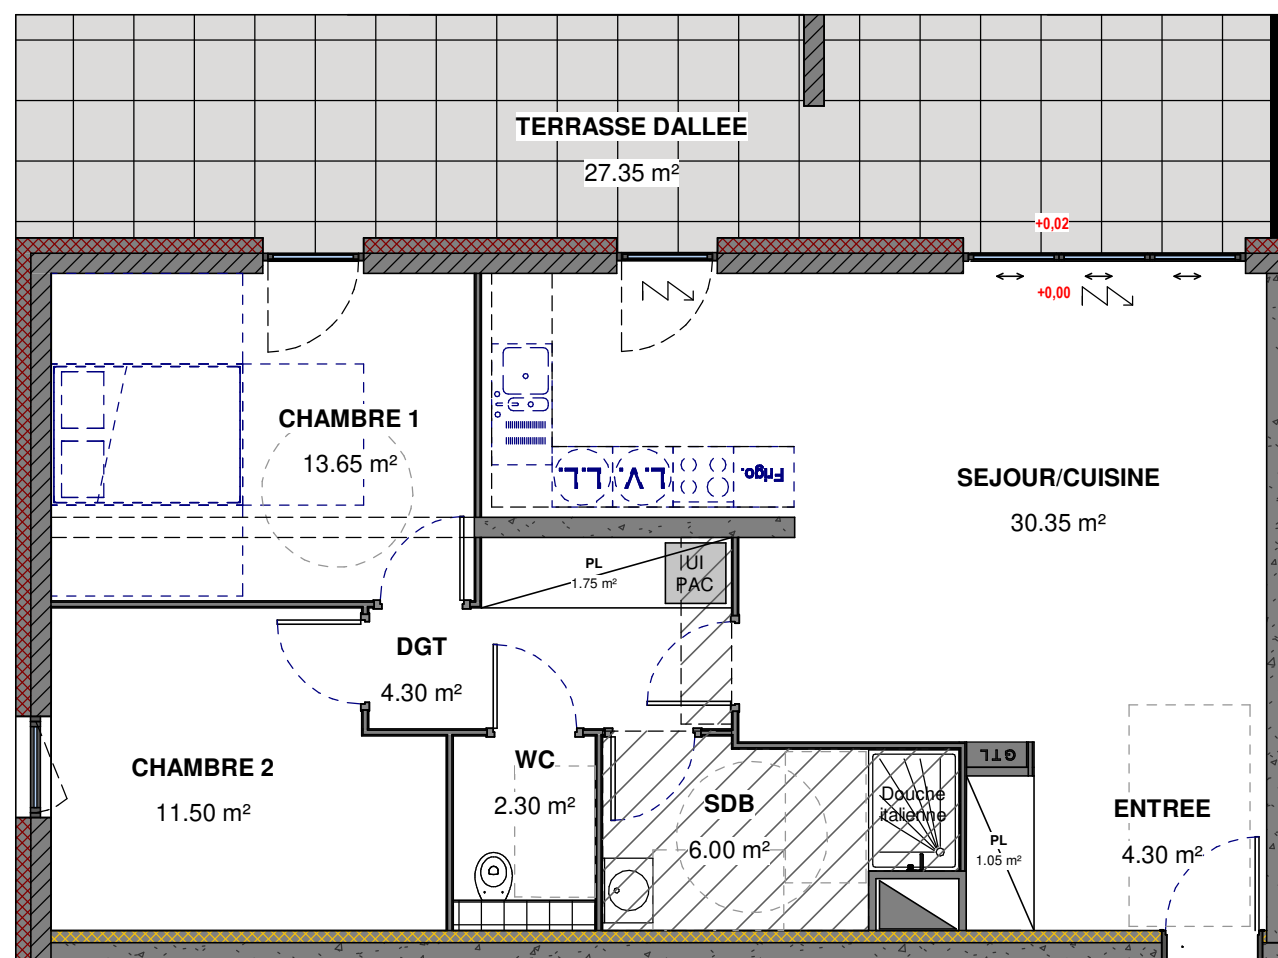 TERRASSE DALLEE
27.35 m²
+0,02
+0,00
CHAMBRE 1
13.65 m²
L.L.
L.V.
Frigo.
SEJOUR/CUISINE
30.35 m²
PL
1.75 m²
UI
PAC
DGT
4.30 m²
CHAMBRE 2
11.50 m²
WC
2.30 m²
SDB
6.00 m²
Douche
italienne
GTL
PL
1.05 m²
ENTREE
4.30 m²